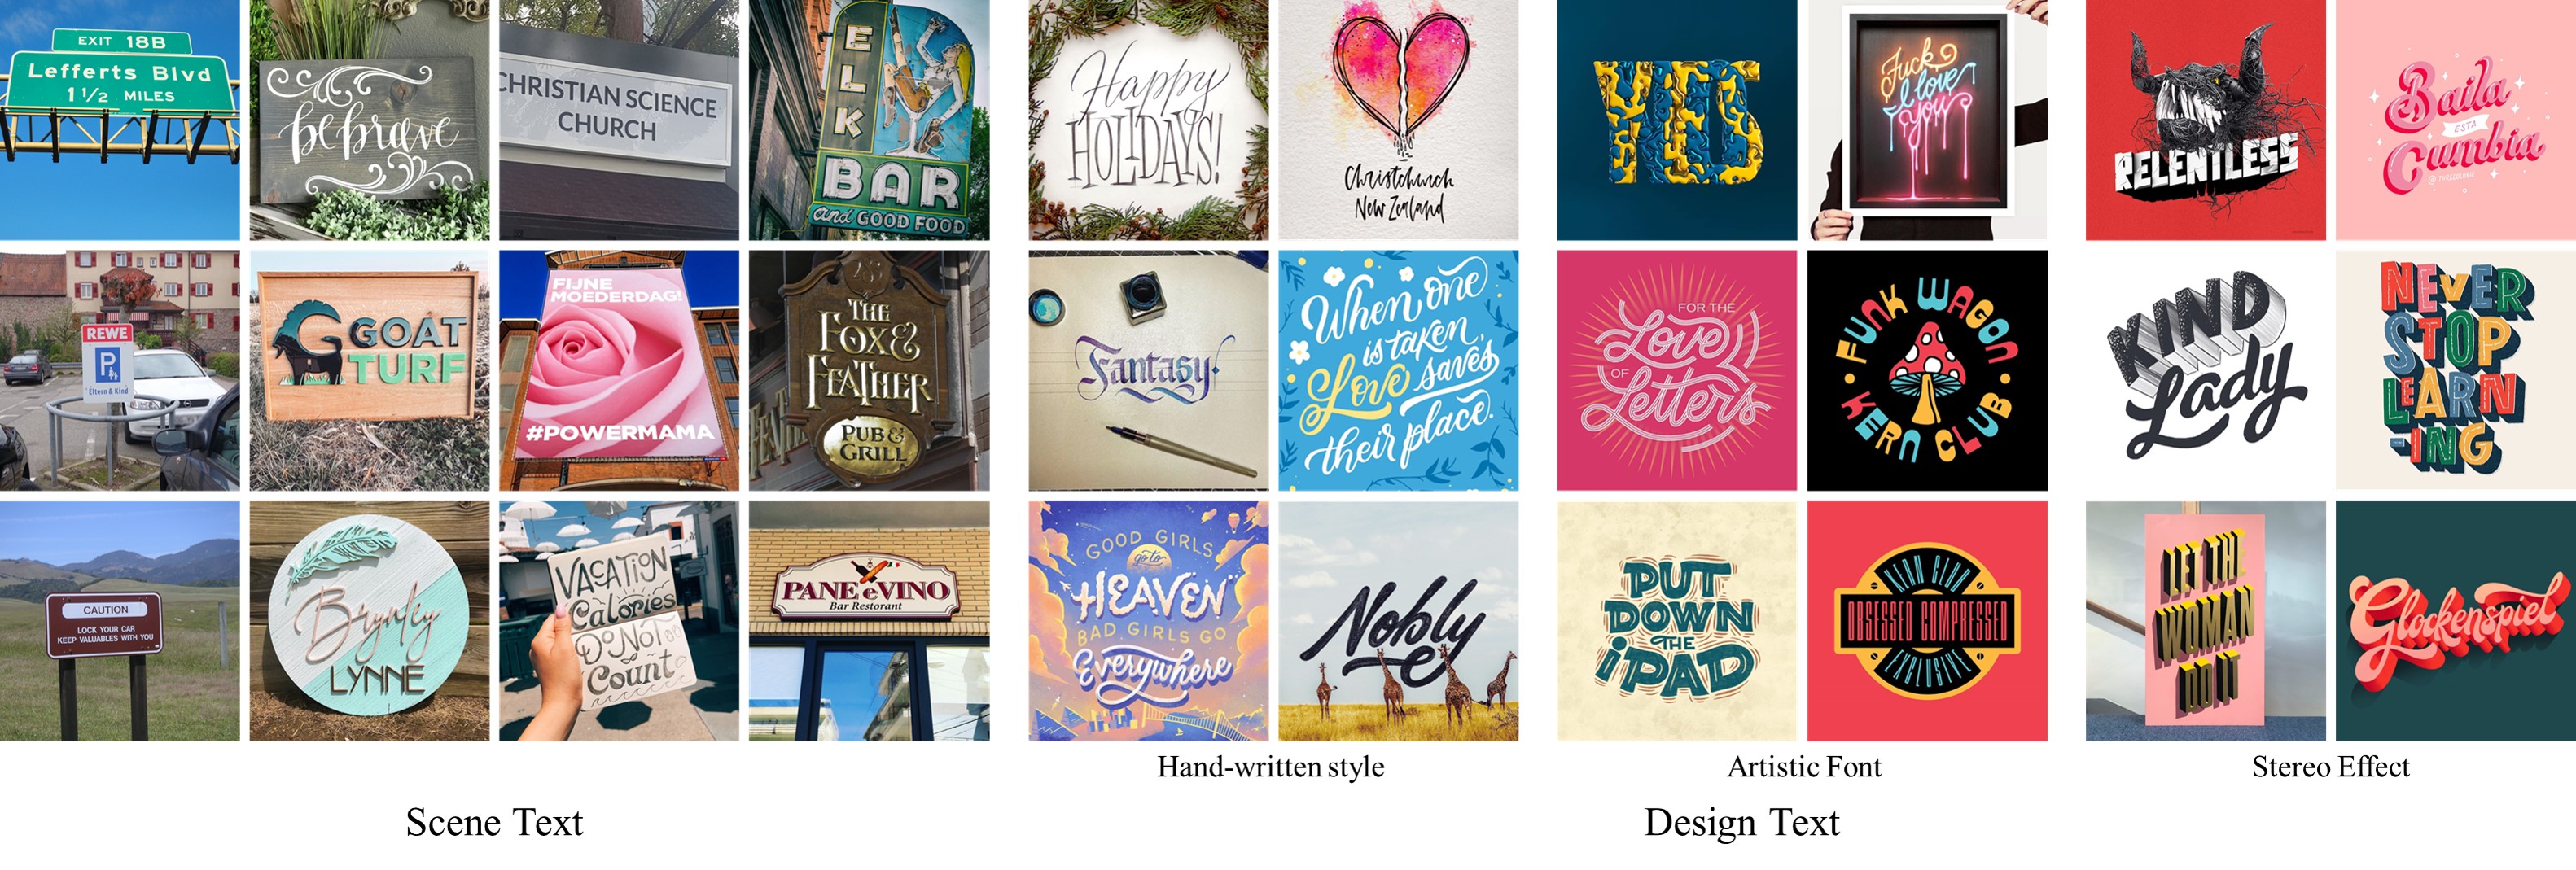 EXIT 18B
Lefferts Blvd
1 1/2 MILES
be brave
CHRISTIAN SCIENCE
CHURCH
ELK
BAR
and GOOD FOOD
Happy
HOLIDAYS!
Christchurch
New Zealand
YES
Fuck
I love
you
RELENTLESS
Baila
ESTA
Cumbia
REWE
P
Eltern & Kind
GOAT
TURF
FIJNE
MOEDERDAG!
#POWERMAMA
THE
FOX &
FEATHER
PUB &
GRILL
Fantasy
When one
is taken,
Love saves
their place.
FOR THE
Love
OF
Letters
FUNK WAGON
KERN CLUB
KIND
Lady
NEVER
STOP
LEARN
-ING
CAUTION
LOCK YOUR CAR
KEEP VALUABLES WITH YOU
Brynley
LYNNE
VACATION
Calories
DO NOT
Count
PANE e VINO
Bar Restorant
GOOD GIRLS
go to
HEAVEN
BAD GIRLS GO
Everywhere
Nobly
PUT
DOWN
THE
iPAD
KERN CLUB
OBSESSED COMPRESSED
EXCLUSIVE
LET THE
WOMAN
DO IT
Glockenspiel
Hand-written style
Artistic Font
Stereo Effect
Scene Text
Design Text